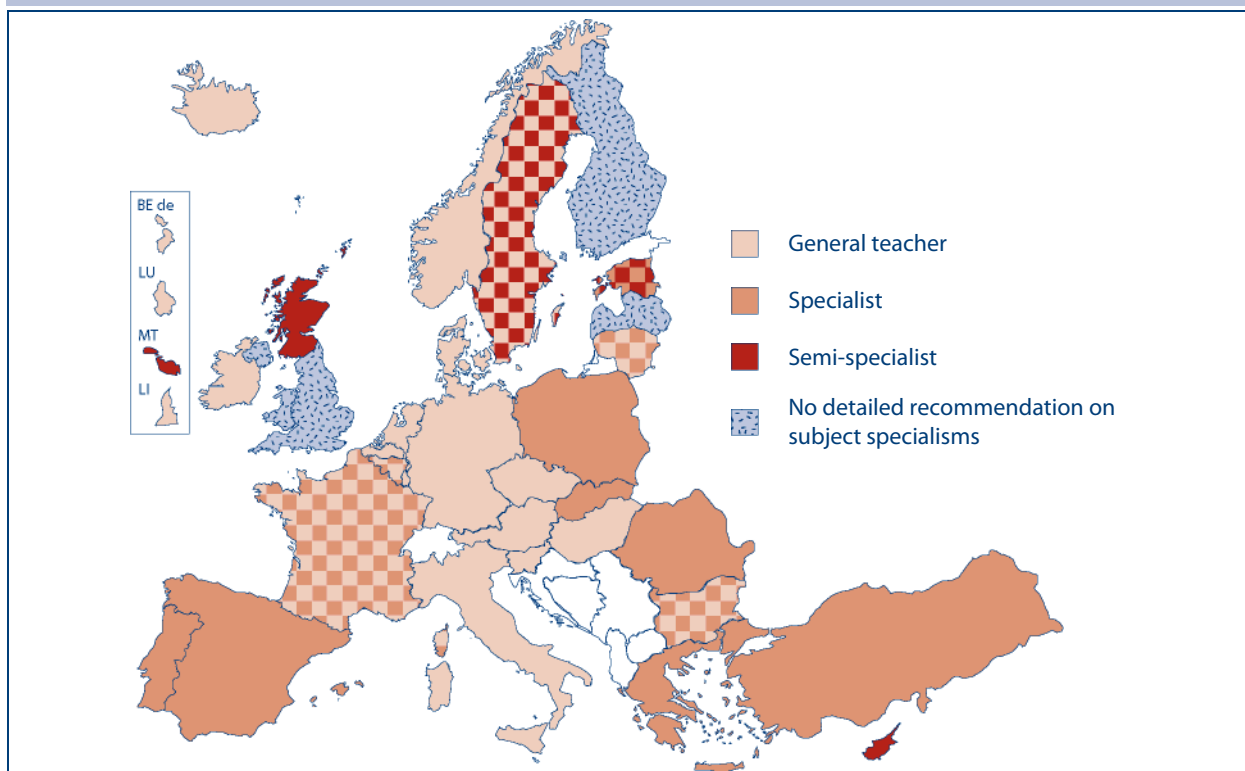 BE de
LU
MT
LI
General teacher
Specialist
Semi-specialist
No detailed recommendation on
subject specialisms